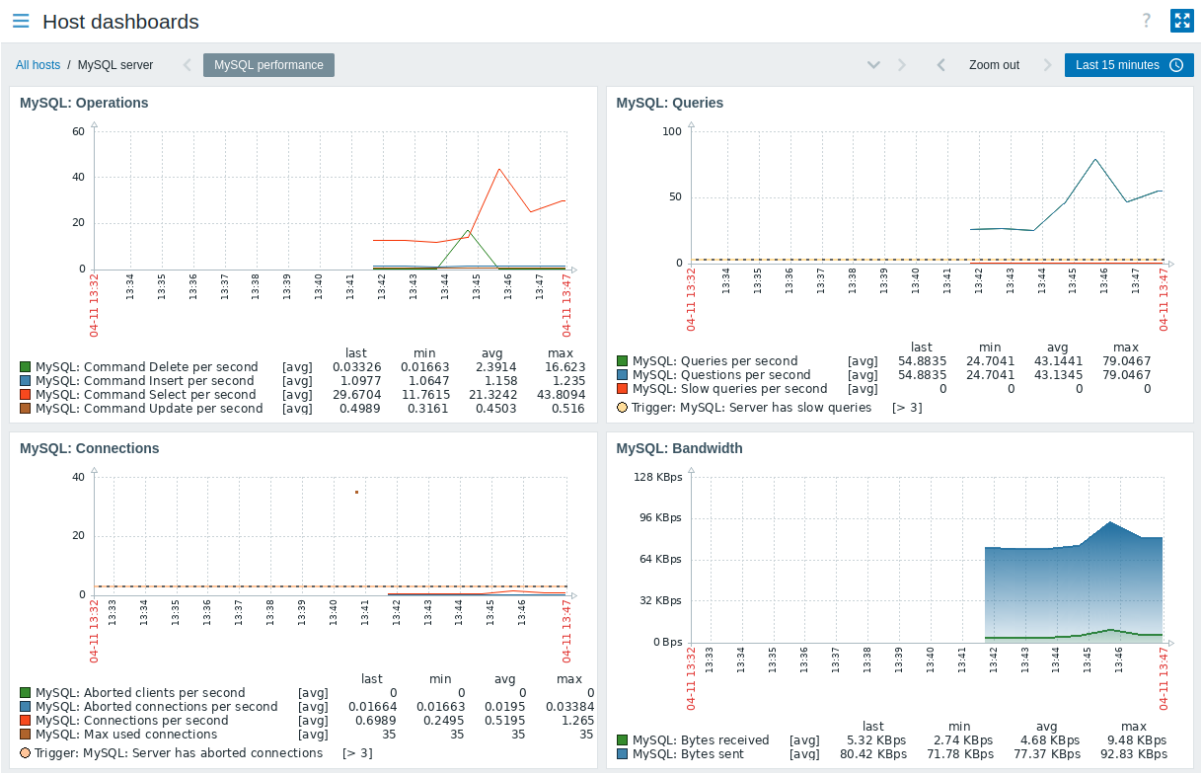 Host dashboards ?
All hosts / MySQL server MySQL performance Zoom out Last 15 minutes
MySQL: Operations
60
40
20
0
04-11 13:32 13:34 13:35 13:36 13:37 13:38 13:39 13:40 13:41 13:42 13:43 13:44 13:45 13:46 13:47 04-11 13:47
last min avg max
MySQL: Command Delete per second [avg] 0.03326 0.01663 2.3914 16.623
MySQL: Command Insert per second [avg] 1.0977 1.0647 1.158 1.235
MySQL: Command Select per second [avg] 29.6704 11.7615 21.3242 43.8094
MySQL: Command Update per second [avg] 0.4989 0.3161 0.4503 0.516
MySQL: Queries
100
50
0
04-11 13:32 13:34 13:35 13:36 13:37 13:38 13:39 13:40 13:41 13:42 13:43 13:44 13:45 13:46 13:47 04-11 13:47
last min avg max
MySQL: Queries per second [avg] 54.8835 24.7041 43.1441 79.0467
MySQL: Questions per second [avg] 54.8835 24.7041 43.1345 79.0467
MySQL: Slow queries per second [avg] 0 0 0 0
Trigger: MySQL: Server has slow queries [> 3]
MySQL: Connections
40
20
0
04-11 13:32 13:33 13:34 13:35 13:36 13:37 13:38 13:39 13:40 13:41 13:42 13:43 13:44 13:45 13:46 04-11 13:47
last min avg max
MySQL: Aborted clients per second [avg] 0 0 0 0
MySQL: Aborted connections per second [avg] 0.01664 0.01663 0.0195 0.03384
MySQL: Connections per second [avg] 0.6989 0.2495 0.5195 1.265
MySQL: Max used connections [avg] 35 35 35 35
Trigger: MySQL: Server has aborted connections [> 3]
MySQL: Bandwidth
128 KBps
96 KBps
64 KBps
32 KBps
0 Bps
04-11 13:32 13:33 13:34 13:35 13:36 13:37 13:38 13:39 13:40 13:41 13:42 13:43 13:44 13:45 13:46 04-11 13:47
last min avg max
MySQL: Bytes received [avg] 5.32 KBps 2.74 KBps 4.68 KBps 9.48 KBps
MySQL: Bytes sent [avg] 80.42 KBps 71.78 KBps 77.37 KBps 92.83 KBps